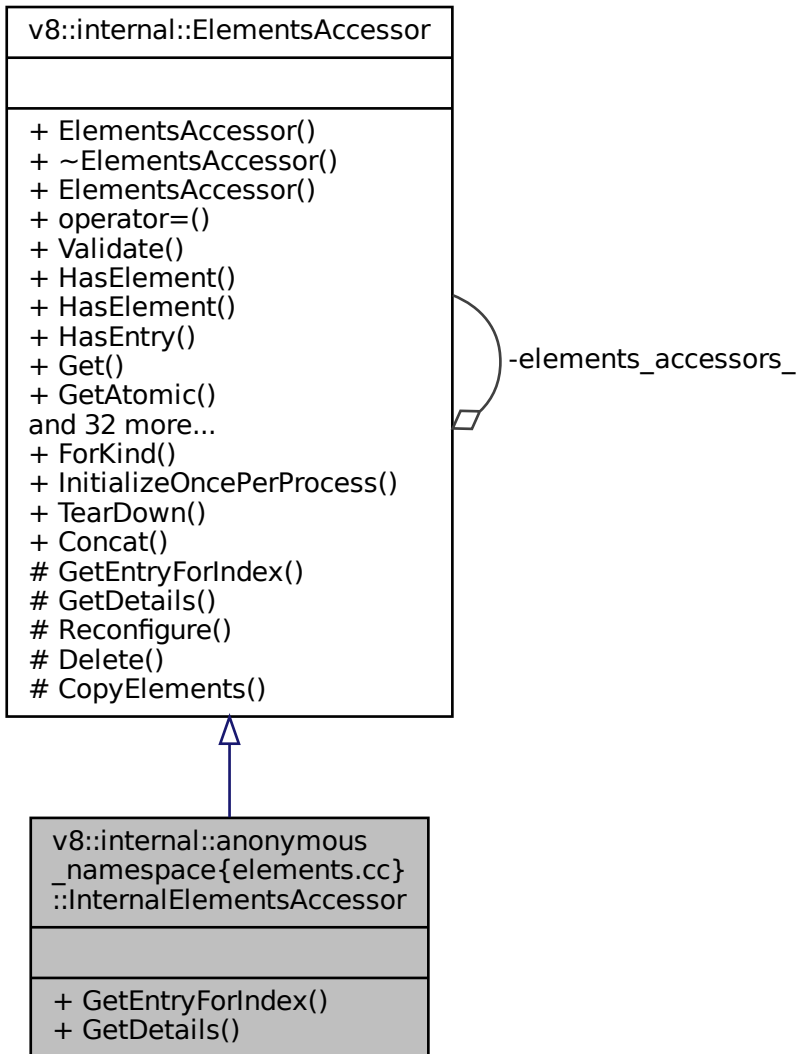 v8::internal::ElementsAccessor
+ ElementsAccessor()
+ ~ElementsAccessor()
+ ElementsAccessor()
+ operator=()
+ Validate()
+ HasElement()
+ HasElement()
+ HasEntry()
+ Get()
+ GetAtomic()
and 32 more...
+ ForKind()
+ InitializeOncePerProcess()
+ TearDown()
+ Concat()
# GetEntryForIndex()
# GetDetails()
# Reconfigure()
# Delete()
# CopyElements()
-elements_accessors_
v8::internal::anonymous
_namespace{elements.cc}
::InternalElementsAccessor
+ GetEntryForIndex()
+ GetDetails()